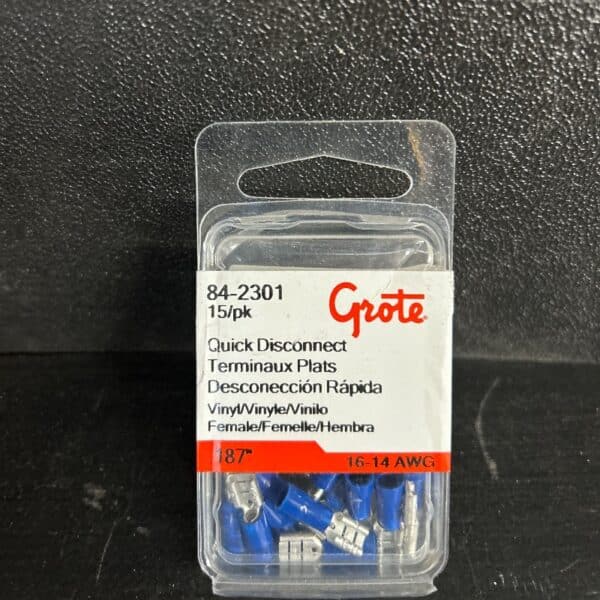 84-2301
15/pk
Grote
Quick Disconnect
Terminaux Plats
Desconección Rápida
Vinyl/Vinyle/Vinilo
Female/Femelle/Hembra
.187"
16-14 AWG